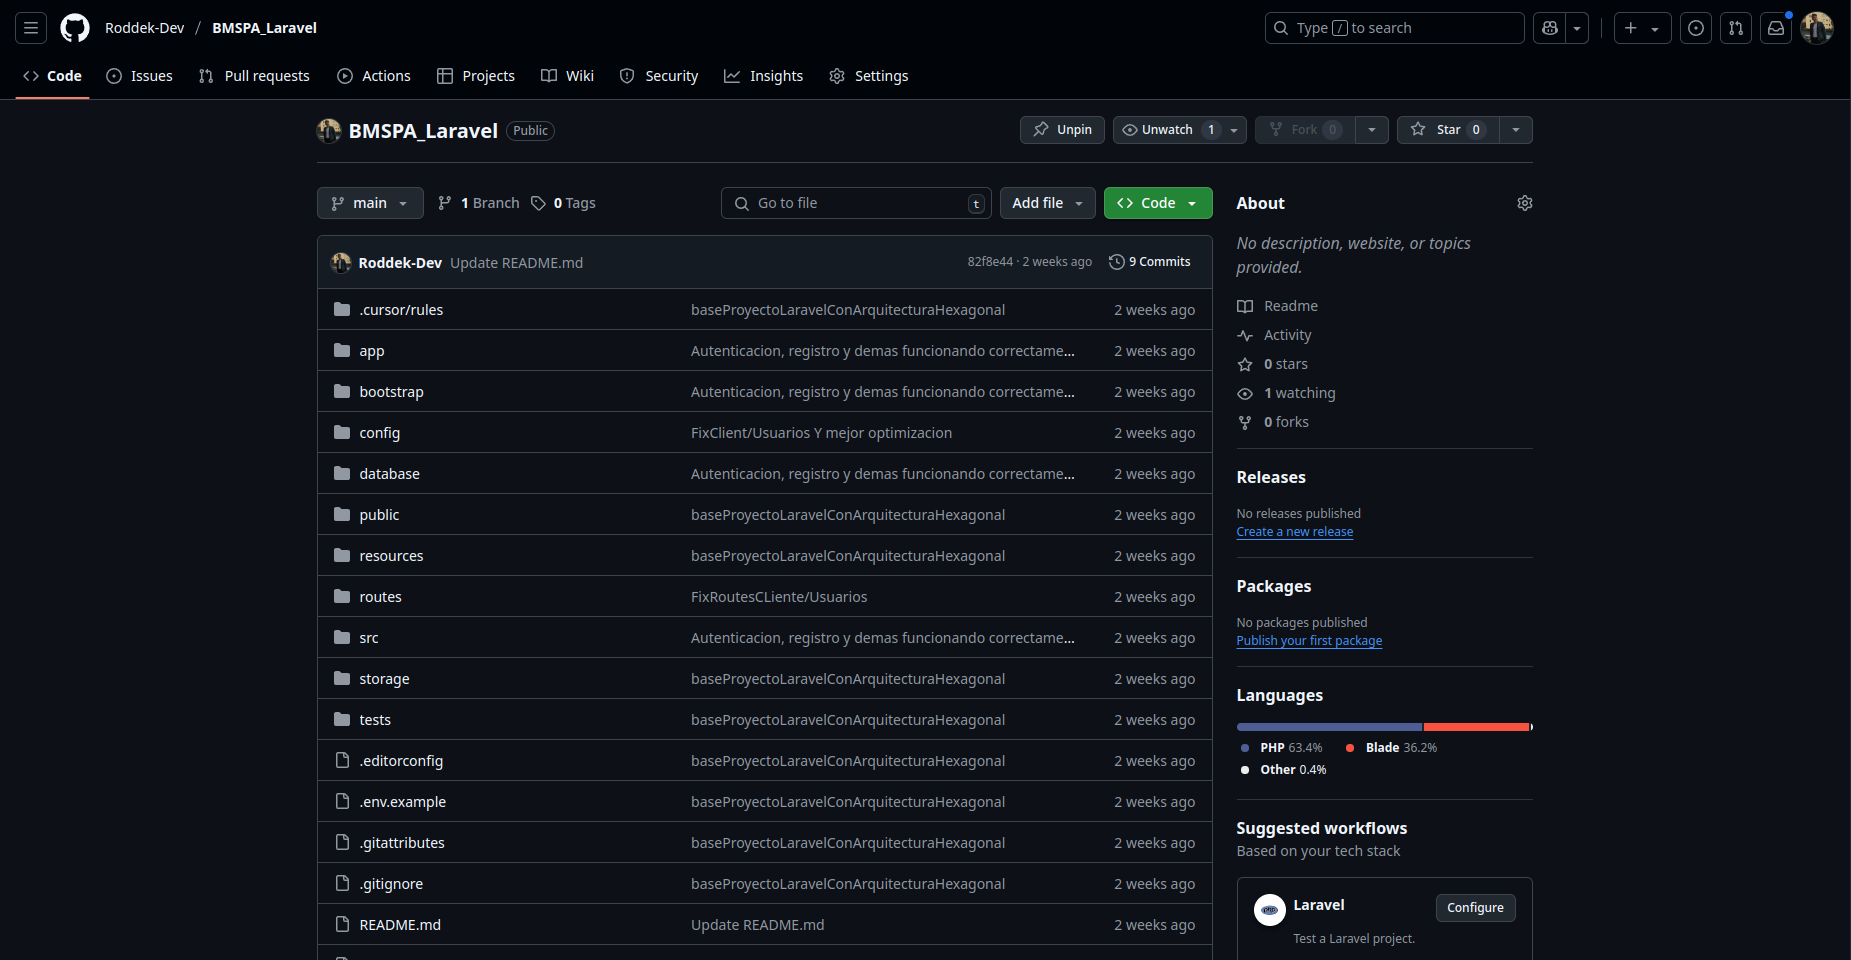 Roddek-Dev / BMSPA_Laravel
Type / to search
Code Issues Pull requests Actions Projects Wiki Security Insights Settings
BMSPA_Laravel Public
Unpin Unwatch 1 Fork 0 Star 0
main 1 Branch 0 Tags
Go to file t
Add file Code
Roddek-Dev Update README.md 82f8e44 · 2 weeks ago 9 Commits
.cursor/rules baseProyectoLaravelConArquitecturaHexagonal 2 weeks ago
app Autenticacion, registro y demas funcionando correctame... 2 weeks ago
bootstrap Autenticacion, registro y demas funcionando correctame... 2 weeks ago
config FixClient/Usuarios Y mejor optimizacion 2 weeks ago
database Autenticacion, registro y demas funcionando correctame... 2 weeks ago
public baseProyectoLaravelConArquitecturaHexagonal 2 weeks ago
resources baseProyectoLaravelConArquitecturaHexagonal 2 weeks ago
routes FixRoutesCLiente/Usuarios 2 weeks ago
src Autenticacion, registro y demas funcionando correctame... 2 weeks ago
storage baseProyectoLaravelConArquitecturaHexagonal 2 weeks ago
tests baseProyectoLaravelConArquitecturaHexagonal 2 weeks ago
.editorconfig baseProyectoLaravelConArquitecturaHexagonal 2 weeks ago
.env.example baseProyectoLaravelConArquitecturaHexagonal 2 weeks ago
.gitattributes baseProyectoLaravelConArquitecturaHexagonal 2 weeks ago
.gitignore baseProyectoLaravelConArquitecturaHexagonal 2 weeks ago
README.md Update README.md 2 weeks ago
About
No description, website, or topics
provided.
Readme
Activity
0 stars
1 watching
0 forks
Releases
No releases published
Create a new release
Packages
No packages published
Publish your first package
Languages
PHP 63.4% Blade 36.2%
Other 0.4%
Suggested workflows
Based on your tech stack
php
Laravel
Configure
Test a Laravel project.